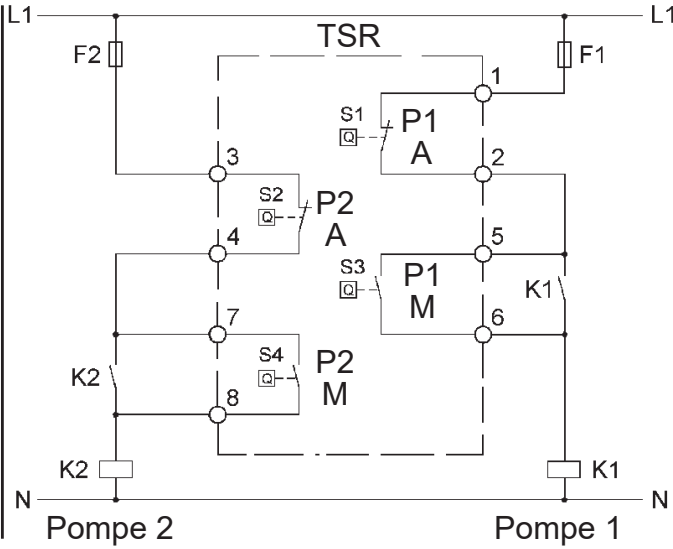 L1 L1
TSR
F2 F1
1
S1 P1
Q A
3 2
S2 P2
Q A
4 5
S3 P1
Q M
K1
7 6
S4 P2
K2 Q M
8
K2 K1
N N
Pompe 2 Pompe 1